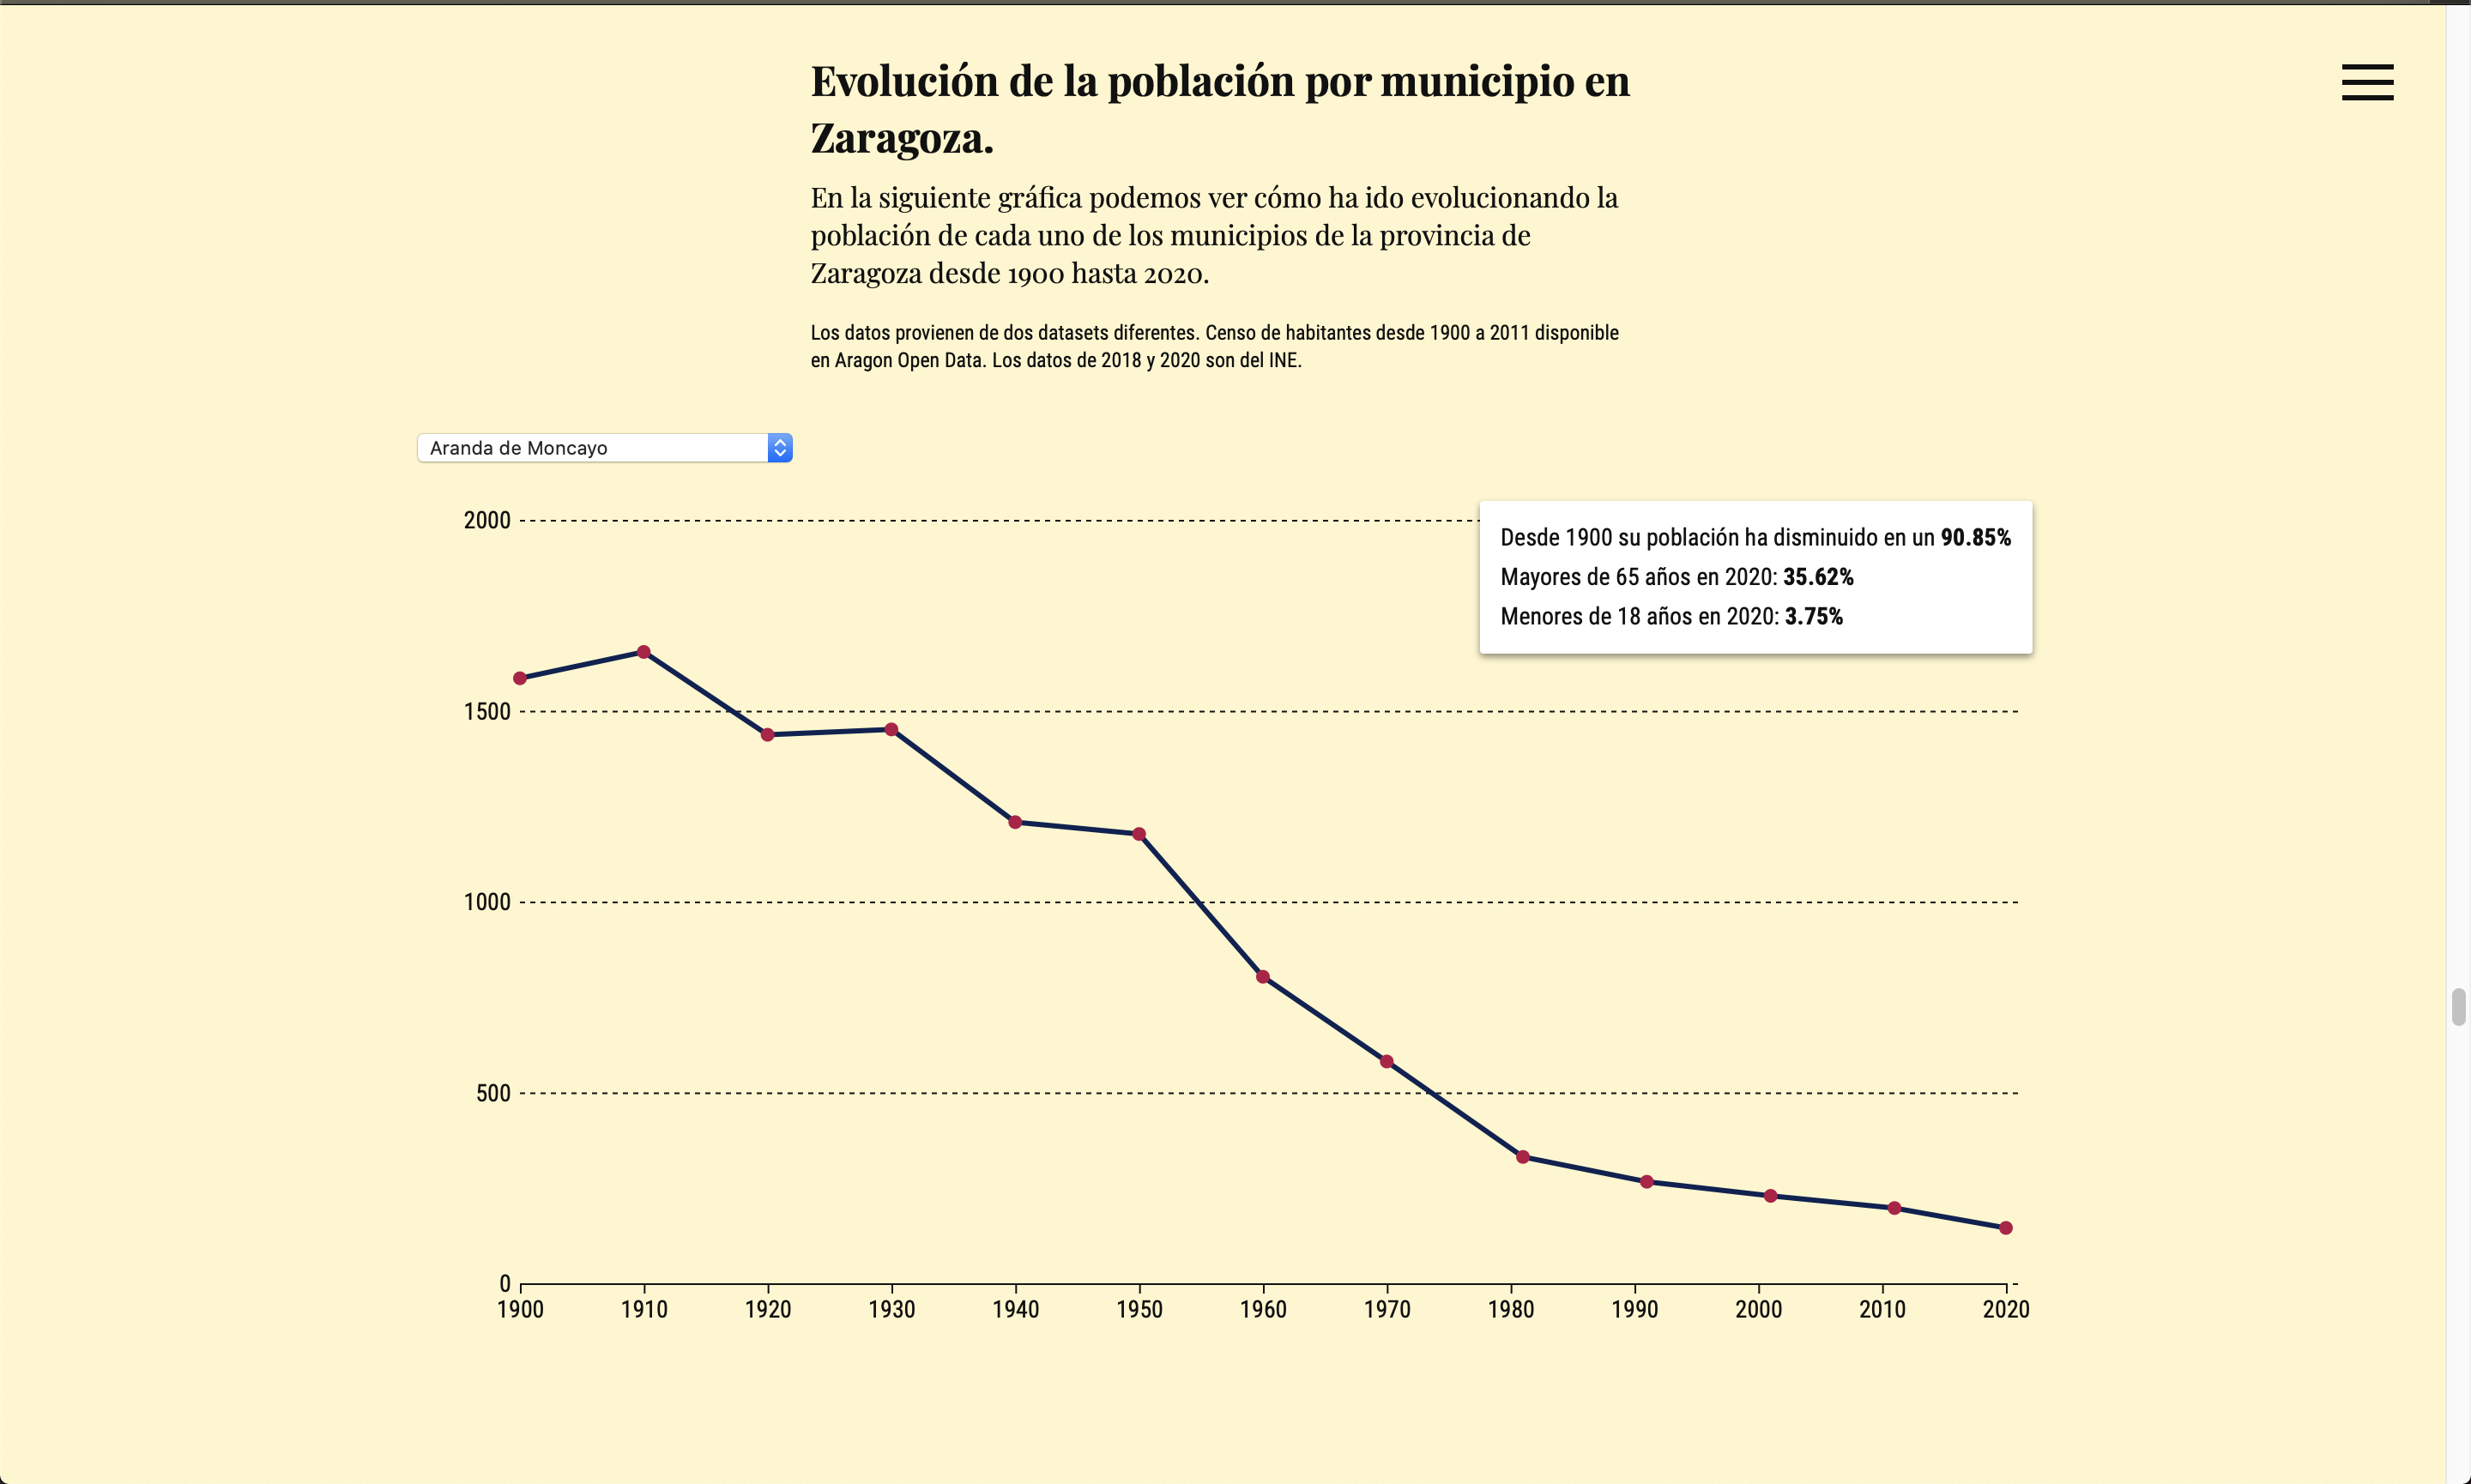 Evolución de la población por municipio en
Zaragoza.
En la siguiente gráfica podemos ver cómo ha ido evolucionando la
población de cada uno de los municipios de la provincia de
Zaragoza desde 1900 hasta 2020.
Los datos provienen de dos datasets diferentes. Censo de habitantes desde 1900 a 2011 disponible
en Aragon Open Data. Los datos de 2018 y 2020 son del INE.
Aranda de Moncayo
Desde 1900 su población ha disminuido en un 90.85%
Mayores de 65 años en 2020: 35.62%
Menores de 18 años en 2020: 3.75%
2000
1500
1000
500
0
1900 1910 1920 1930 1940 1950 1960 1970 1980 1990 2000 2010 2020